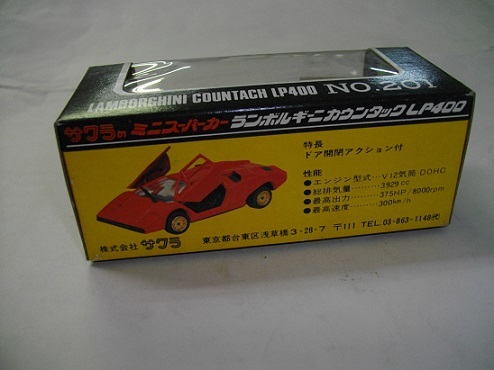 LAMBORGHINI COUNTACH LP400 NO.201
サクラの ミニスーパーカー ランボルギーニカウンタックLP400
特長
ドア開閉アクション付
性能
●エンジン型式…V12気筒 DOHC
●総排気量………3929cc
●最高出力………375HP/8000rpm
●最高速度………300km/h
株式会社 サクラ 東京都台東区浅草橋3-28-7 〒111 TEL.03-863-1148(代)